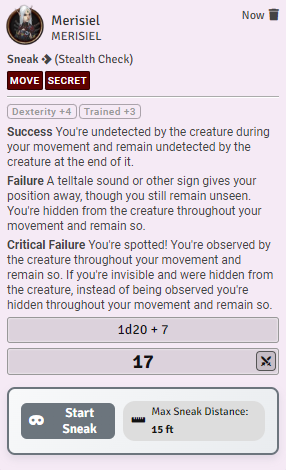 Merisiel
Now
MERISIEL
Sneak (Stealth Check)
MOVE SECRET
Dexterity +4 Trained +3
Success You're undetected by the creature during
your movement and remain undetected by the
creature at the end of it.
Failure A telltale sound or other sign gives your
position away, though you still remain unseen.
You're hidden from the creature throughout your
movement and remain so.
Critical Failure You're spotted! You're observed by
the creature throughout your movement and
remain so. If you're invisible and were hidden from
the creature, instead of being observed you're
hidden throughout your movement and remain so.
1d20 + 7
17
Start
Sneak
Max Sneak Distance:
15 ft